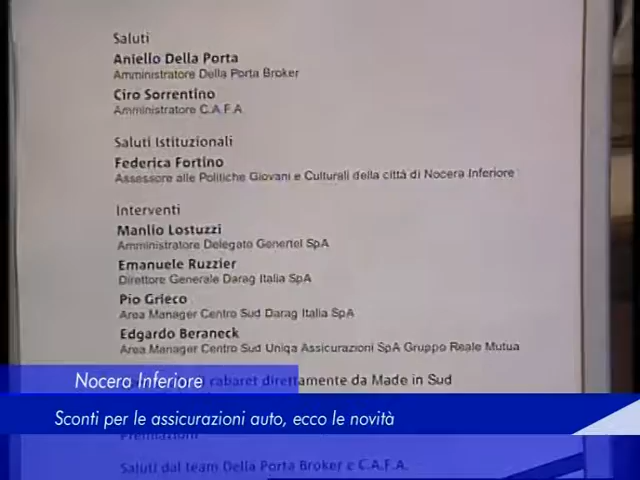 Saluti
Aniello Della Porta
Amministratore Della Porta Broker
Ciro Sorrentino
Amministratore C.A.F.A
Saluti Istituzionali
Federica Fortino
Assessore alle Politiche Giovani e Culturali della città di Nocera Inferiore
Interventi
Manlio Lostuzzi
Amministratore Delegato Genertel SpA
Emanuele Ruzzier
Direttore Generale Darag Italia SpA
Pio Grieco
Area Manager Centro Sud Darag Italia SpA
Edgardo Beraneck
Area Manager Centro Sud Uniqa Assicurazioni SpA Gruppo Reale Mutua
cabaret direttamente da Made in Sud
Nocera Inferiore
Sconti per le assicurazioni auto, ecco le novità
Premiazioni
Saluti dal team Della Porta Broker e C.A.F.A.